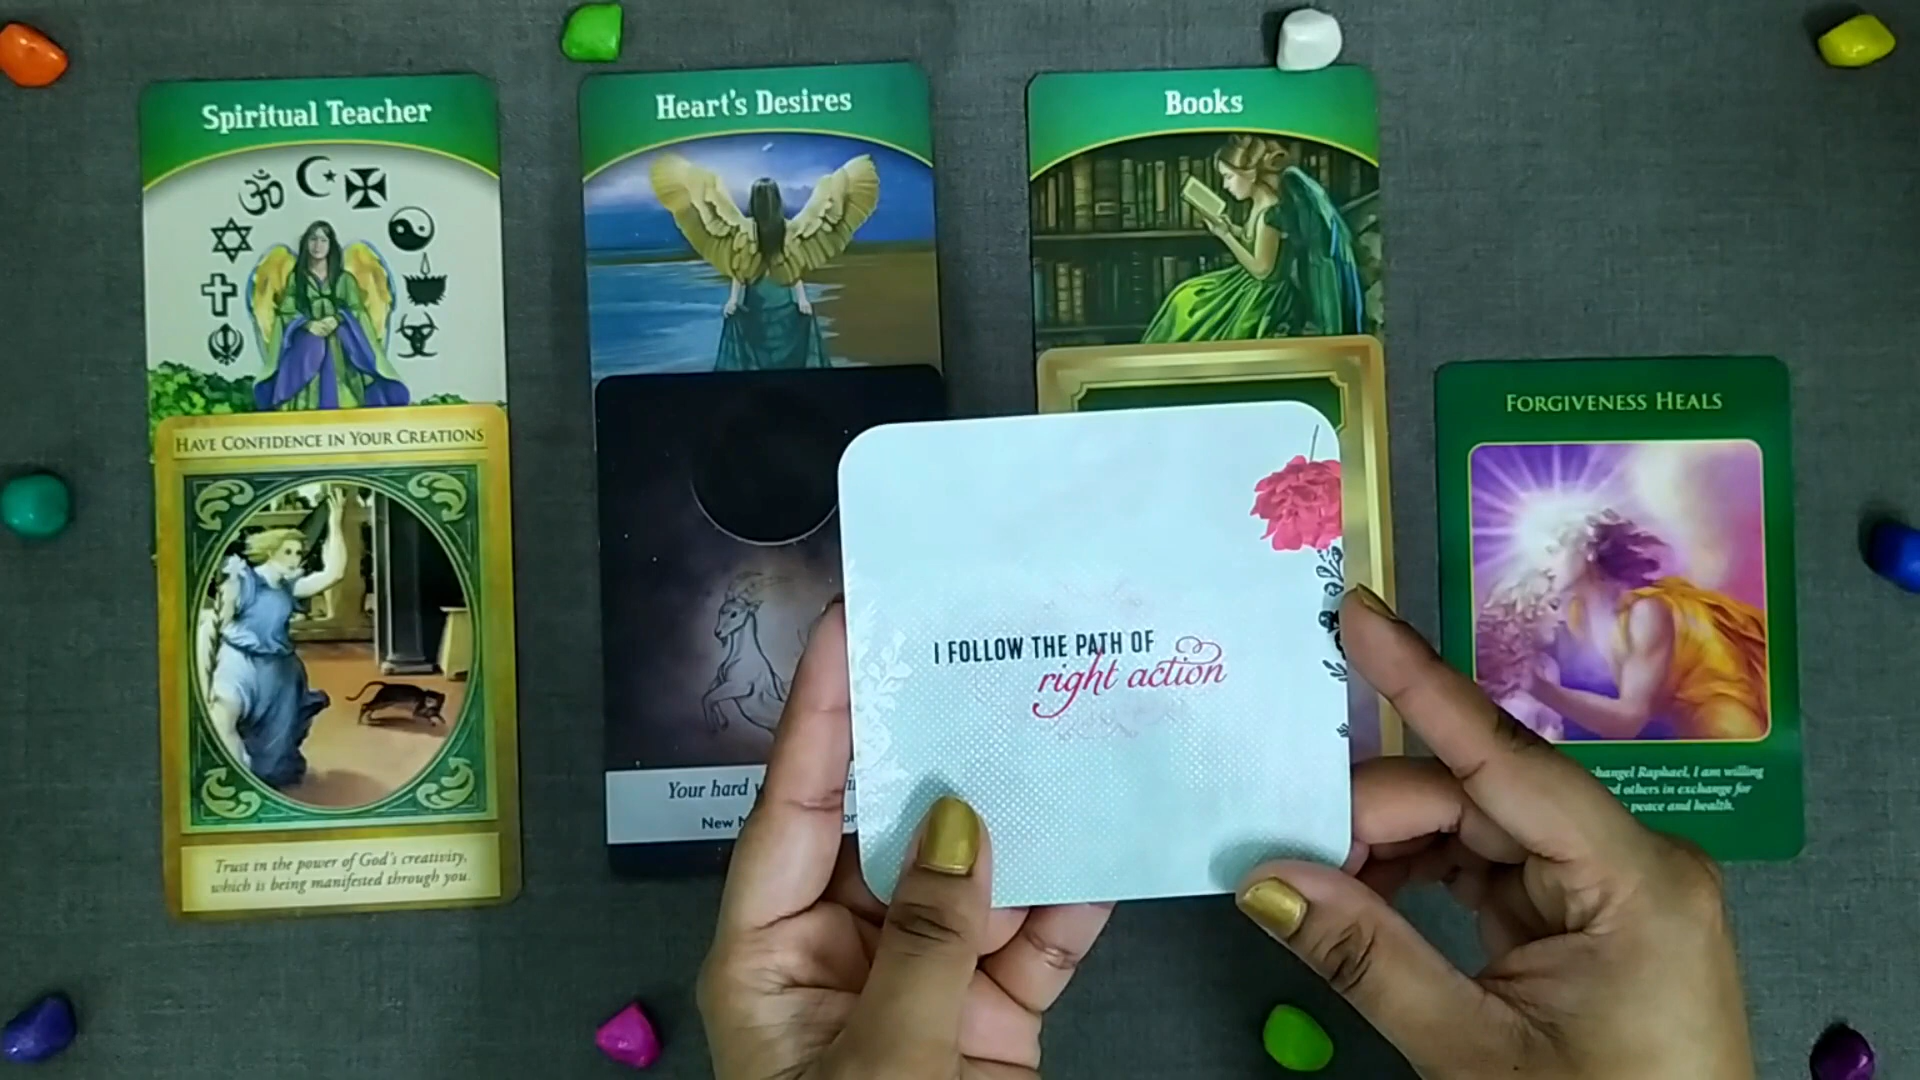 Spiritual Teacher
Heart's Desires
Books
HAVE CONFIDENCE IN YOUR CREATIONS
FORGIVENESS HEALS
I FOLLOW THE PATH OF
right action
Your hard
New
changel Raphael, I am willing
d others in exchange for
peace and health.
Trust in the power of God's creativity,
which is being manifested through you.